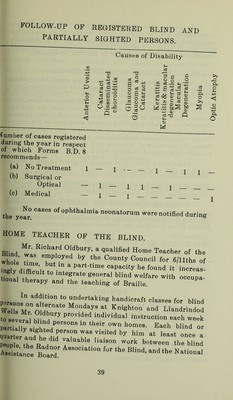 FOLLOW-UP OF REGISTERED BLIND AND
PARTIALLY SIGHTED PERSONS.
Causes of Disability
Anterior Uveitis
Cataract
Disseminated
choroiditis
Glaucoma
Glaucoma and
Cataract
Keratitis
Keratitis & macular
degeneration
Macular
Degeneration
Myopia
Optic Atrophy
Number of cases registered
during the year in respect
of which Forms B.D. 8
recommends—
(a) No Treatment 1 — 1 — — 1 — 1 1 —
(b) Surgical or
Optical — 1 — 1 1 — 1 — — —
(c) Medical — 1 — 1 — — — — — 1
No cases of ophthalmia neonatorum were notified during
the year.
HOME TEACHER OF THE BLIND.
Mr. Richard Oldbury, a qualified Home Teacher of the
Blind, was employed by the County Council for 6/11ths of
whole time, but in a part-time capacity he found it increas-
ingly difficult to integrate general blind welfare with occupa-
tional therapy and the teaching of Braille.
In addition to undertaking handicraft classes for blind
persons on alternate Mondays at Knighton and Llandrindod
Wells Mr. Oldbury provided individual instruction each week
to several blind persons in their own homes. Each blind or
partially sighted person was visited by him at least once a
quarter and he did valuable liaison work between the blind
people, the Radnor Association for the Blind, and the National
Assistance Board.
39